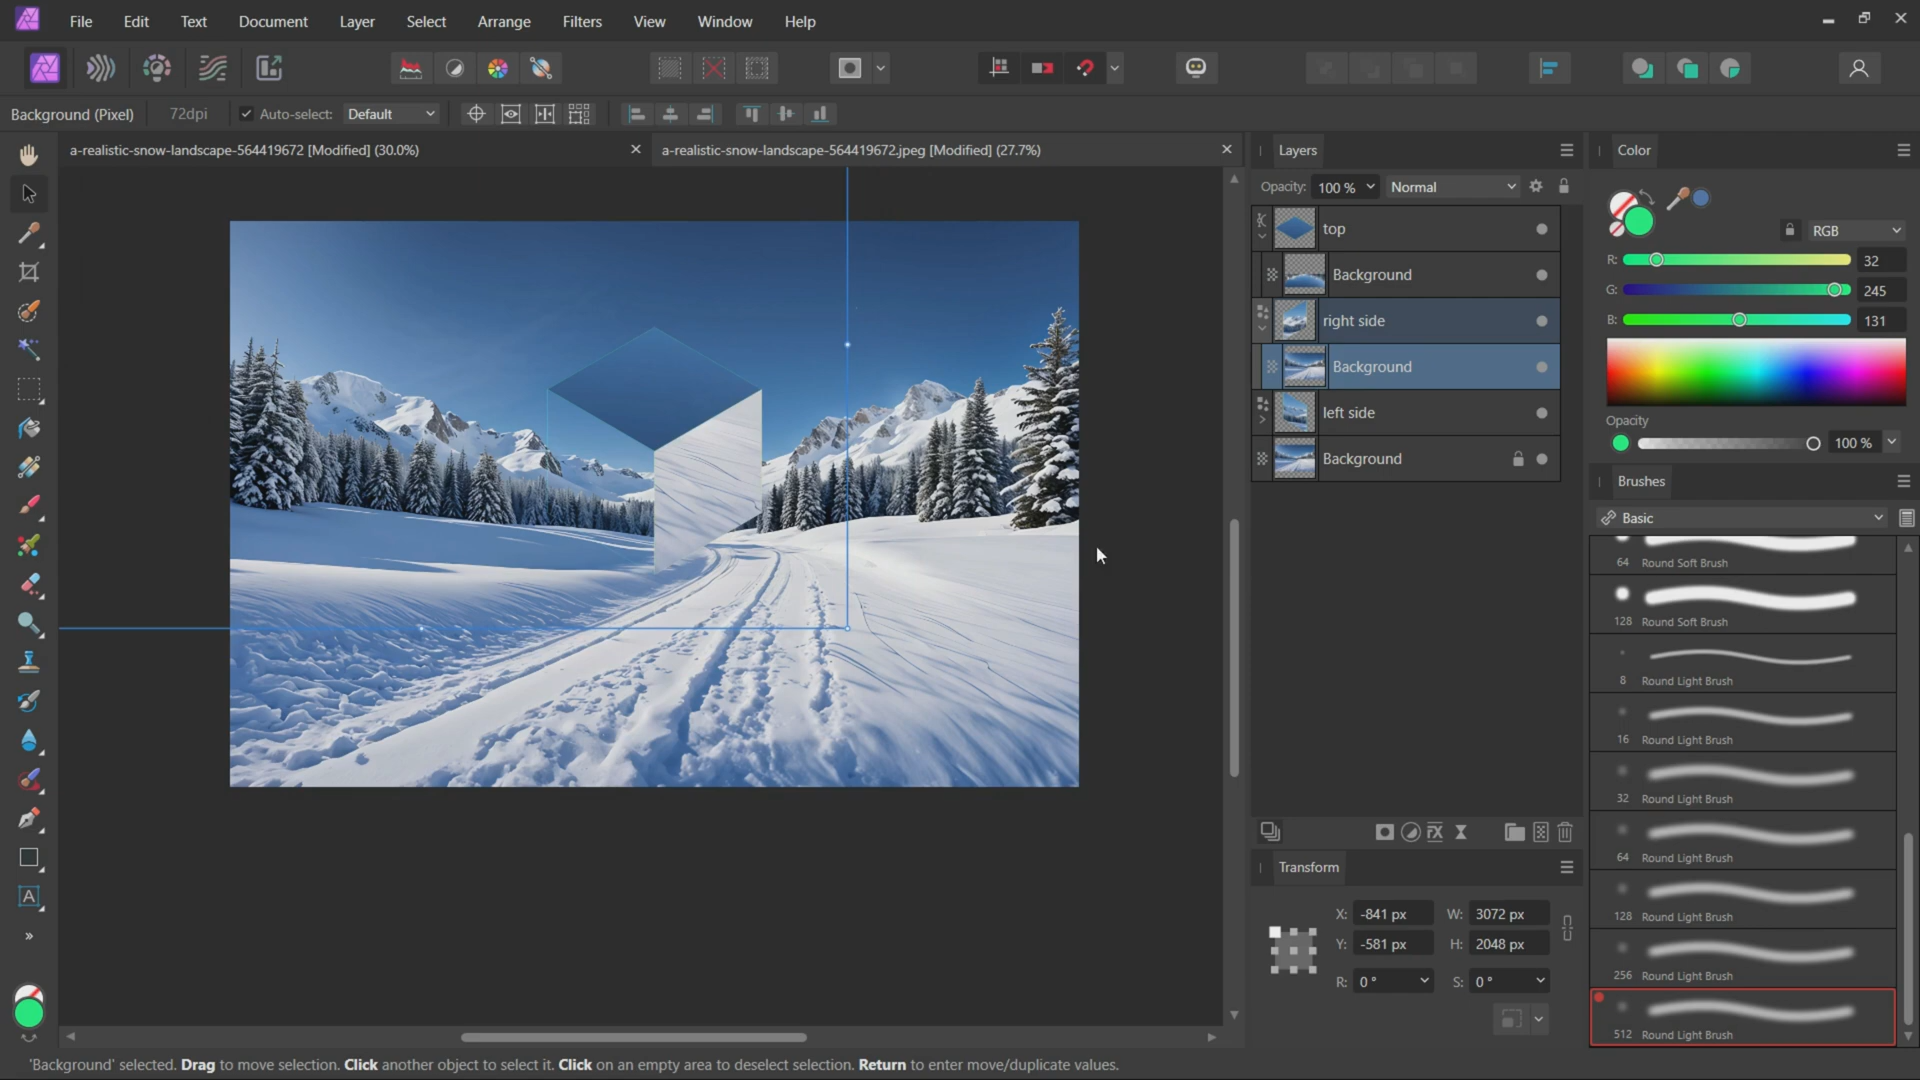 File Edit Text Document Layer Select Arrange Filters View Window Help
Background (Pixel) 72dpi Auto-select: Default
a-realistic-snow-landscape-564419672 [Modified] (30.0%)
a-realistic-snow-landscape-564419672.jpeg [Modified] (27.7%)
Layers
Opacity: 100 % Normal
top
Background
right side
Background
left side
Background
Transform
X: -841 px W: 3072 px
Y: -581 px H: 2048 px
R: 0 ° S: 0 °
Color
RGB
R: 32
G: 245
B: 131
Opacity
100 %
Brushes
Basic
64 Round Soft Brush
128 Round Soft Brush
8 Round Light Brush
16 Round Light Brush
32 Round Light Brush
64 Round Light Brush
128 Round Light Brush
256 Round Light Brush
512 Round Light Brush
'Background' selected. Drag to move selection. Click another object to select it. Click on an empty area to deselect selection. Return to enter move/duplicate values.